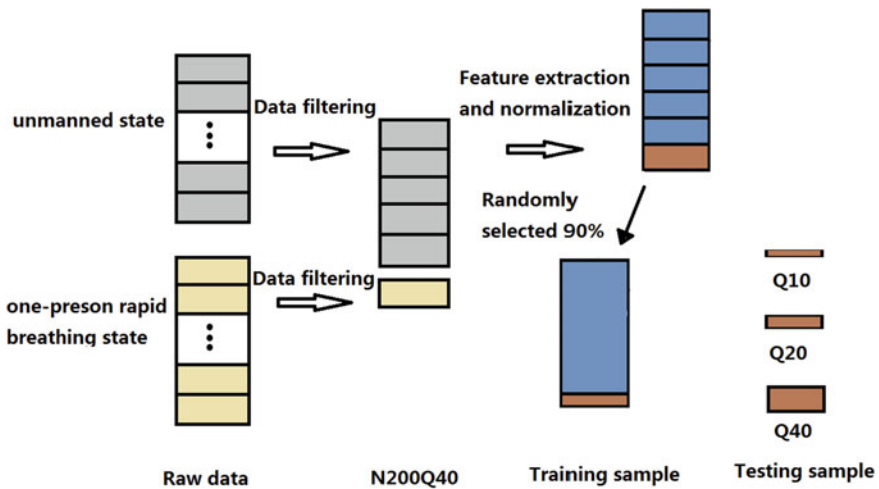 unmanned state
Data filtering
Feature extraction
and normalization
one-preson rapid
breathing state
Data filtering
Randomly
selected 90%
Q10
Q20
Q40
Raw data
N200Q40
Training sample
Testing sample